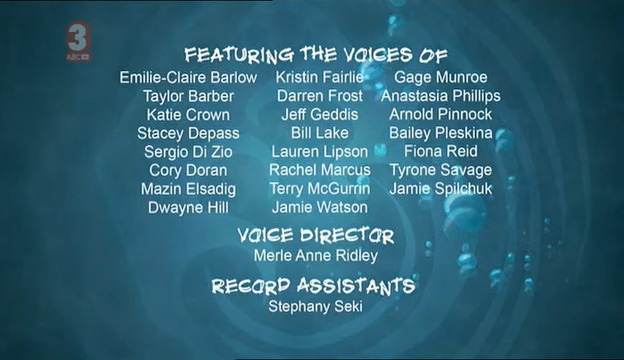 3
ABC
FEATURING THE VOICES OF
Emilie-Claire Barlow Kristin Fairlie Gage Munroe
Taylor Barber Darren Frost Anastasia Phillips
Katie Crown Jeff Geddis Arnold Pinnock
Stacey Depass Bill Lake Bailey Pleskina
Sergio Di Zio Lauren Lipson Fiona Reid
Cory Doran Rachel Marcus Tyrone Savage
Mazin Elsadig Terry McGurrin Jamie Spilchuk
Dwayne Hill Jamie Watson
VOICE DIRECTOR
Merle Anne Ridley
RECORD ASSISTANTS
Stephany Seki